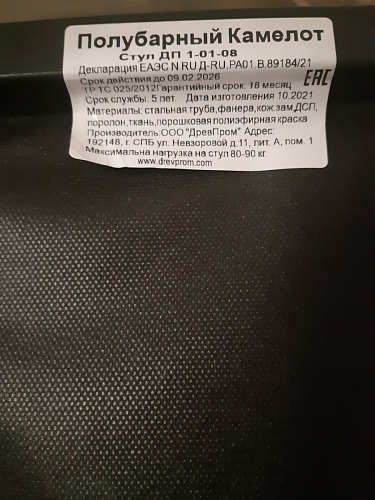 Полубарный Камелот
Стул ДП 1-01-08
Декларация ЕАЭС N RU Д-RU.РА01.В.89184/21
Срок действия до 09.02.2026
ТР ТС 025/2012Гарантийный срок: 18 месяц
EAC
Срок службы: 5 лет. Дата изготовления 10.2021
Материалы: стальная труба,фанера,кож.зам,ДСП,
поролон,ткань,порошковая полиэфирная краска
Производитель:ООО "ДревПром" Адрес:
192148, г. СПБ ул. Невзоровой д.11, лит. А, пом. 1
Максимальна нагрузка на стул 80-90 кг.
www.drevprom.com